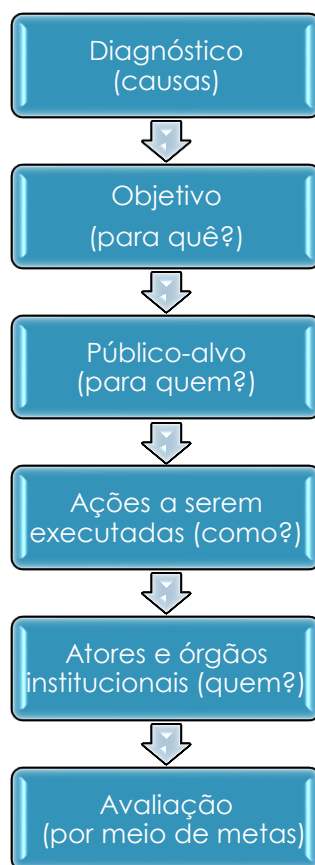 Diagnóstico
(causas)
Objetivo
(para quê?)
Público-alvo
(para quem?)
Ações a serem
executadas (como?)
Atores e órgãos
institucionais (quem?)
Avaliação
(por meio de metas)